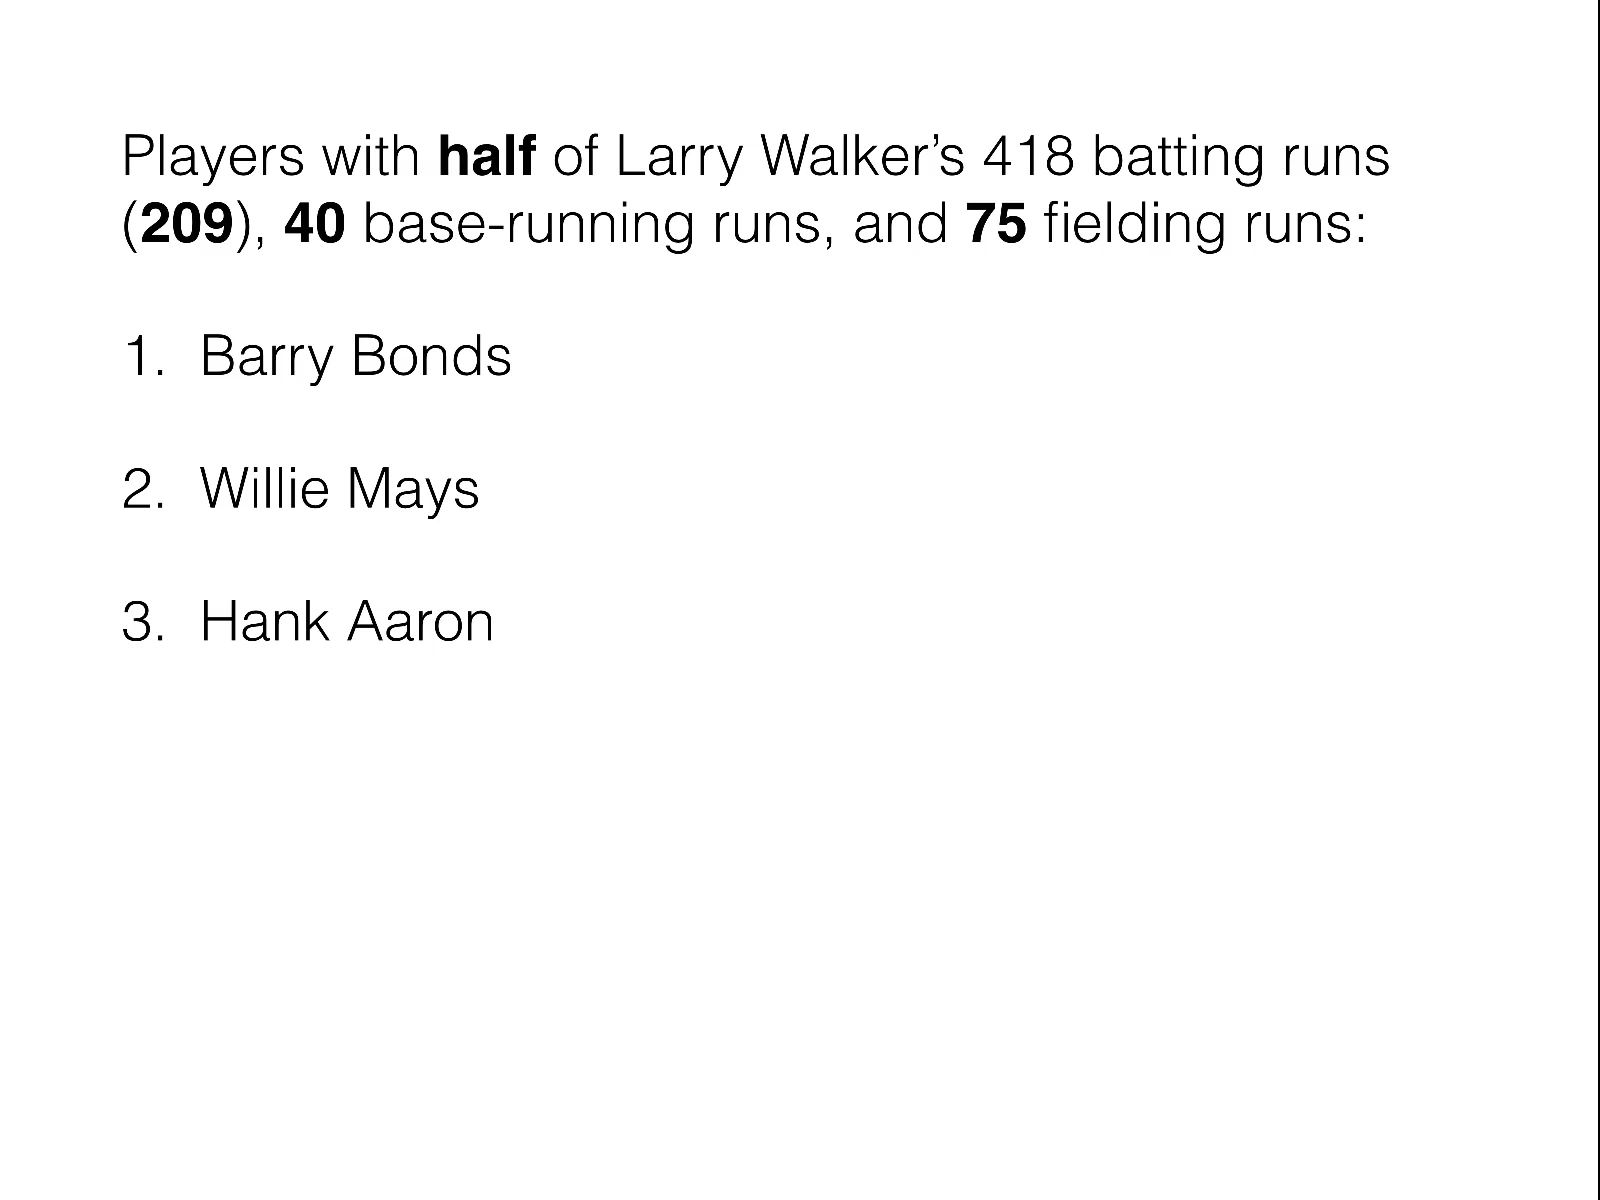 Players with half of Larry Walker’s 418 batting runs
(209), 40 base-running runs, and 75 fielding runs:
1. Barry Bonds
2. Willie Mays
3. Hank Aaron